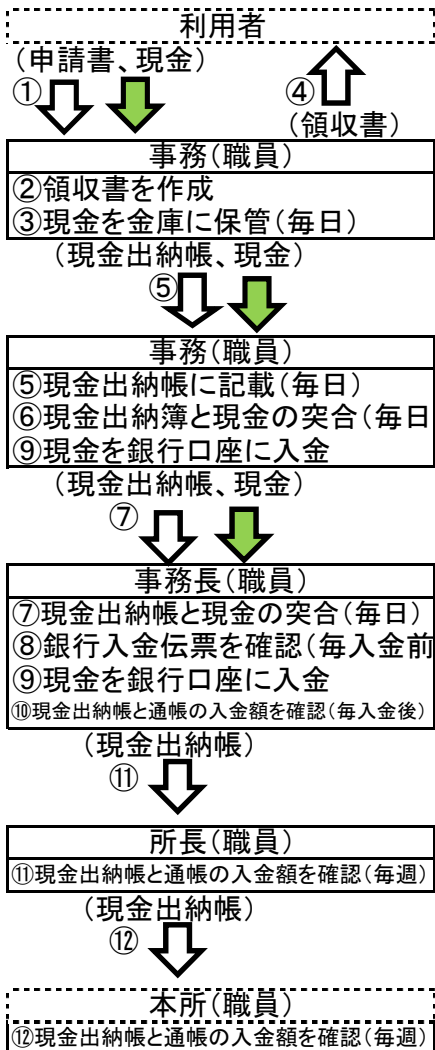 利用者
(申請書、現金)
① ④
(領収書)
事務(職員)
②領収書を作成
③現金を金庫に保管(毎日)
(現金出納帳、現金)
⑤
事務(職員)
⑤現金出納帳に記載(毎日)
⑥現金出納簿と現金の突合(毎日
⑨現金を銀行口座に入金
(現金出納帳、現金)
⑦
事務長(職員)
⑦現金出納帳と現金の突合(毎日)
⑧銀行入金伝票を確認(毎入金前
⑨現金を銀行口座に入金
⑩現金出納帳と通帳の入金額を確認(毎入金後)
(現金出納帳)
⑪
所長(職員)
⑪現金出納帳と通帳の入金額を確認(毎週)
(現金出納帳)
⑫
本所(職員)
⑫現金出納帳と通帳の入金額を確認(毎週)